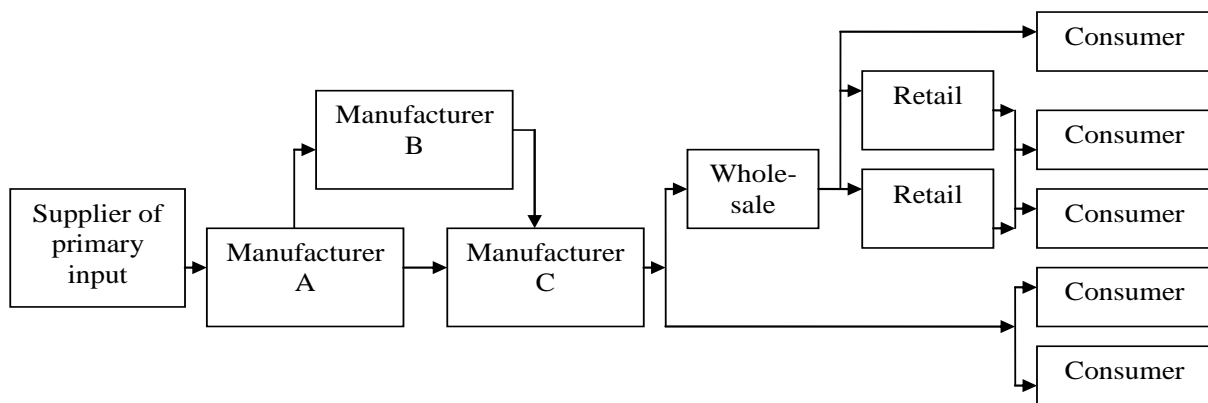 Supplier of
primary
input
Manufacturer
A
Manufacturer
B
Manufacturer
C
Whole-
sale
Retail
Retail
Consumer
Consumer
Consumer
Consumer
Consumer